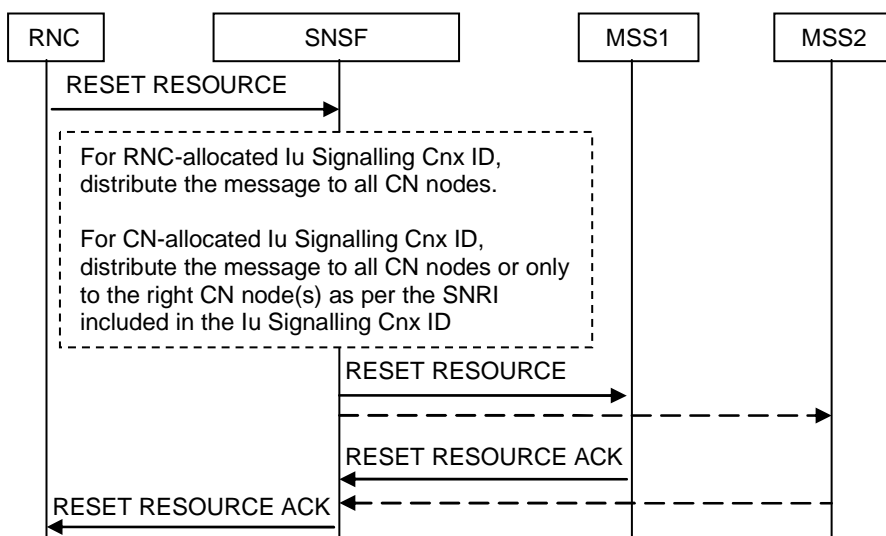 RNC
SNSF
MSS1
MSS2
RESET RESOURCE
For RNC-allocated Iu Signalling Cnx ID,
distribute the message to all CN nodes.
For CN-allocated Iu Signalling Cnx ID,
distribute the message to all CN nodes or only
to the right CN node(s) as per the SNRI
included in the Iu Signalling Cnx ID
RESET RESOURCE
RESET RESOURCE ACK
RESET RESOURCE ACK